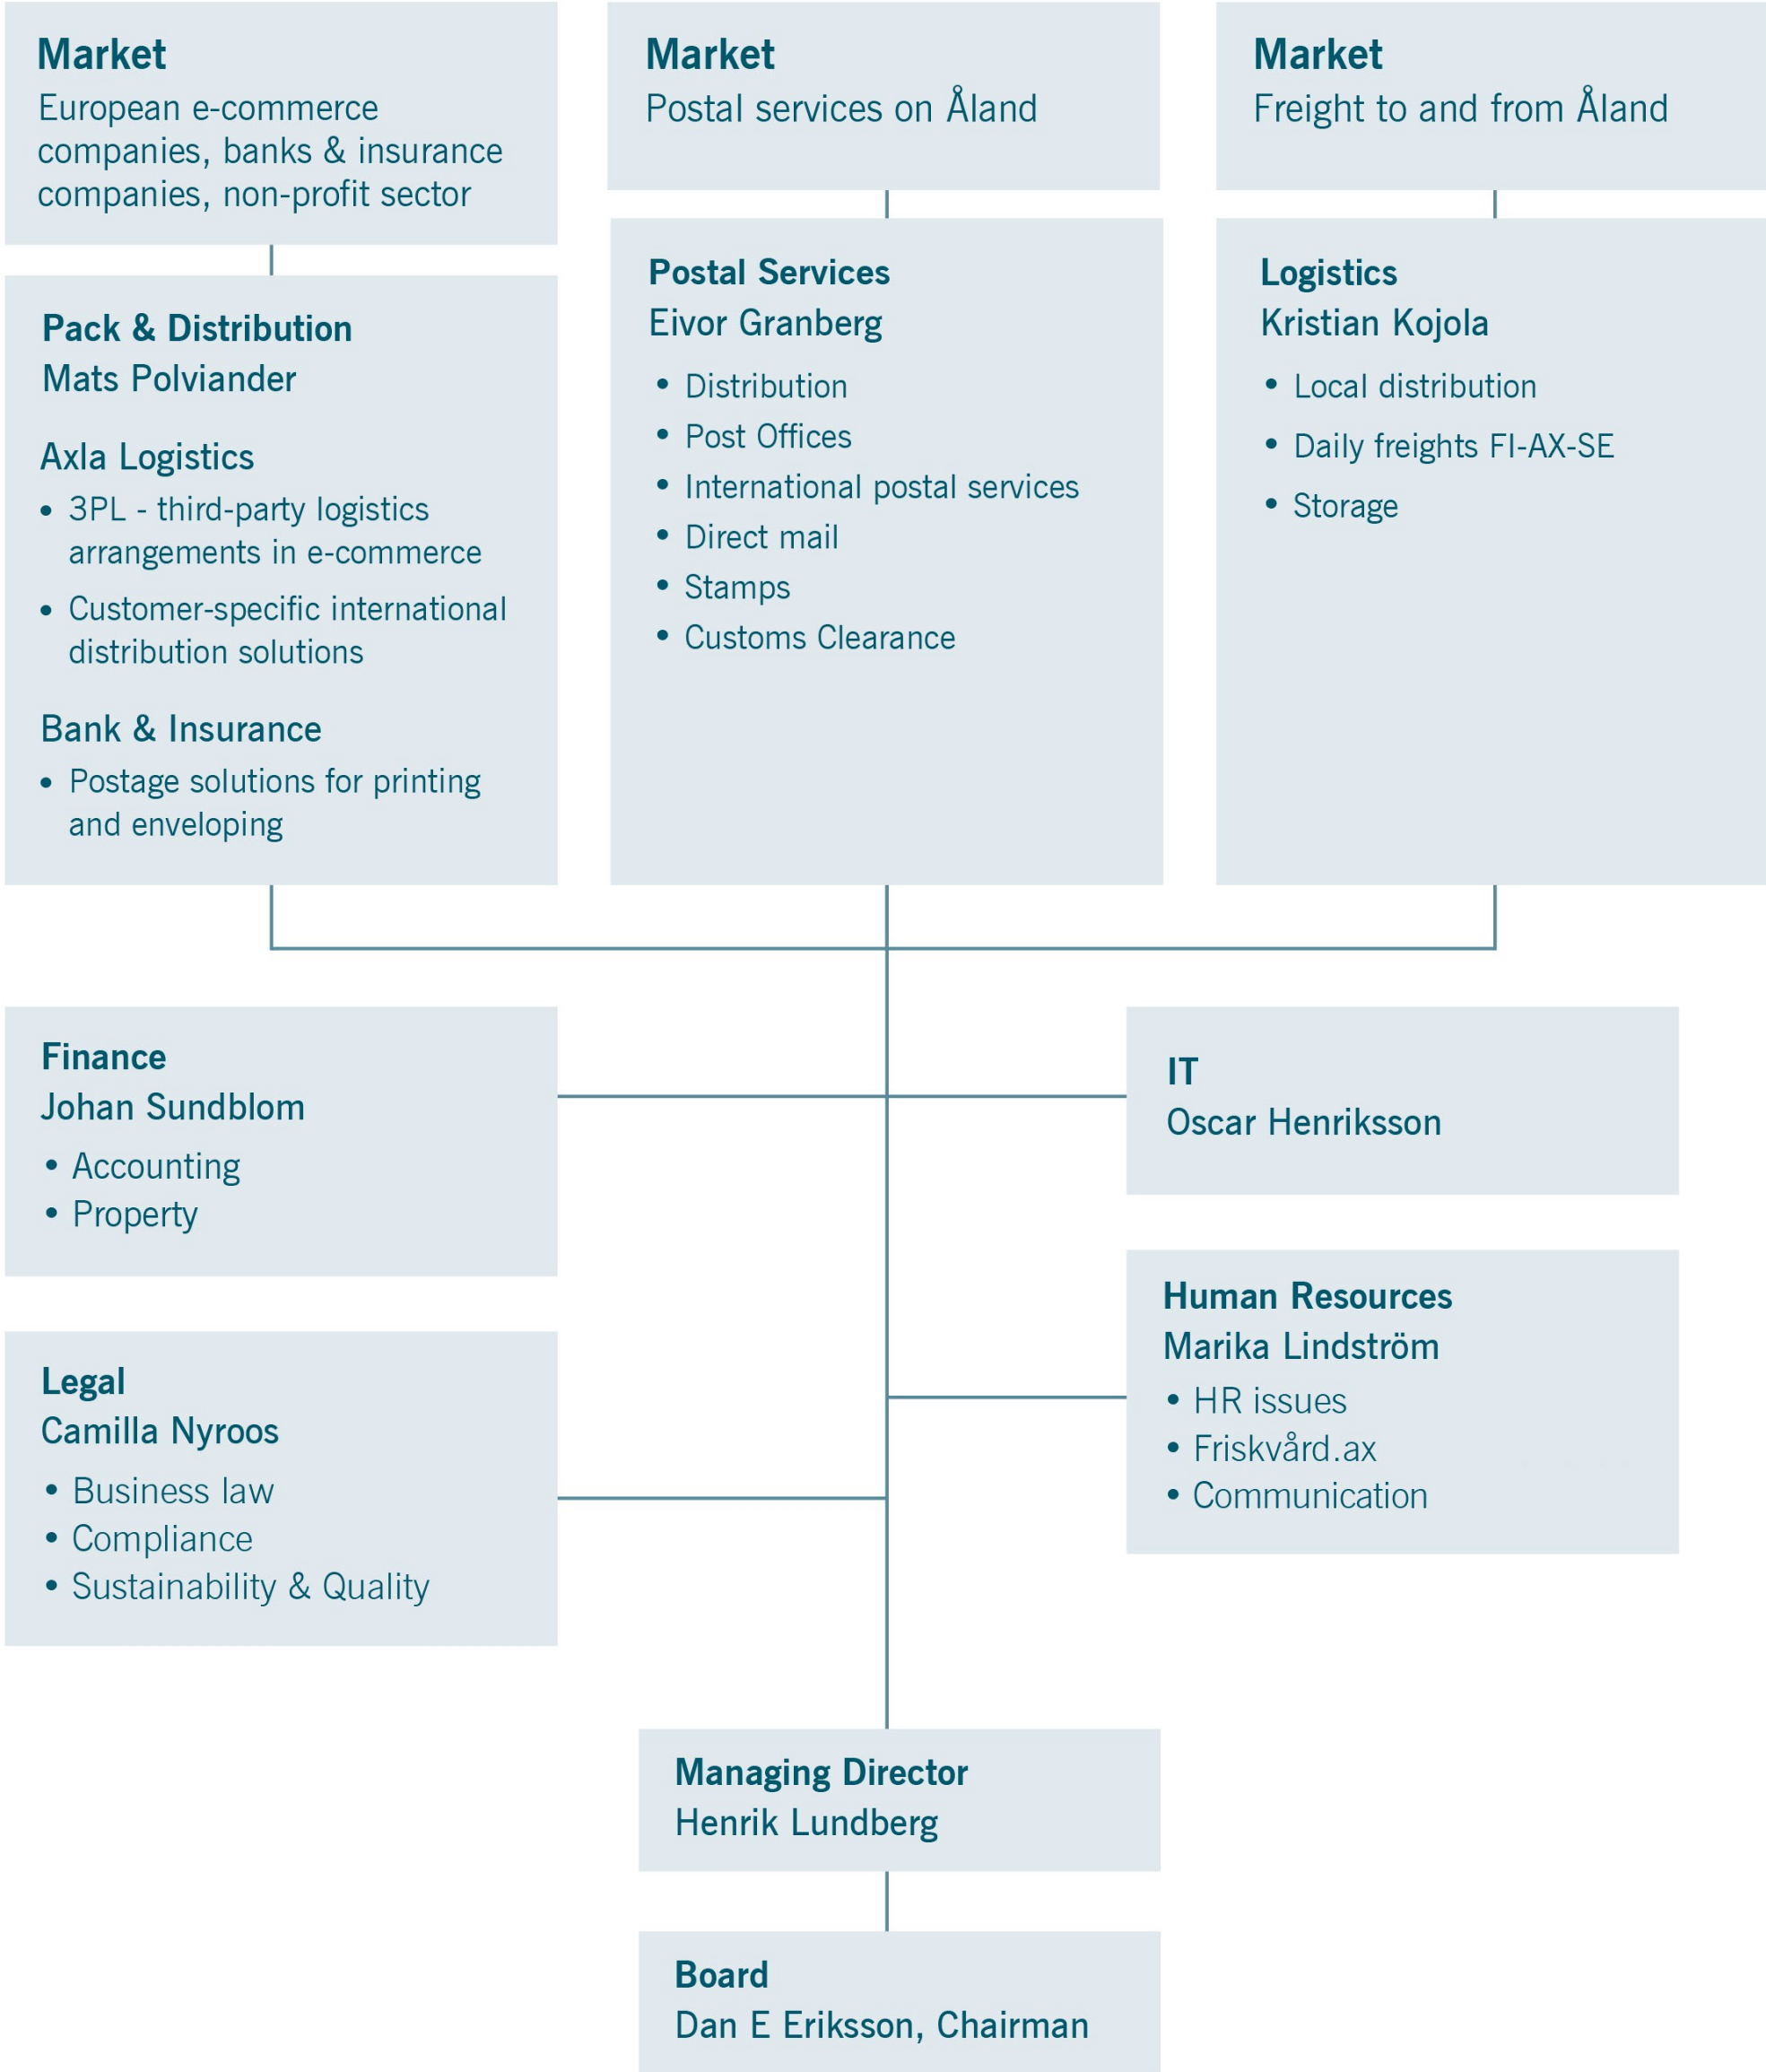 Market
European e-commerce
companies, banks & insurance
companies, non-profit sector
Market
Postal services on Åland
Market
Freight to and from Åland
Pack & Distribution
Mats Polviander
Axla Logistics
• 3PL - third-party logistics
arrangements in e-commerce
• Customer-specific international
distribution solutions
Bank & Insurance
• Postage solutions for printing
and enveloping
Postal Services
Eivor Granberg
• Distribution
• Post Offices
• International postal services
• Direct mail
• Stamps
• Customs Clearance
Logistics
Kristian Kojola
• Local distribution
• Daily freights FI-AX-SE
• Storage
Finance
Johan Sundblom
• Accounting
• Property
IT
Oscar Henriksson
Legal
Camilla Nyroos
• Business law
• Compliance
• Sustainability & Quality
Human Resources
Marika Lindström
• HR issues
• Friskvård.ax
• Communication
Managing Director
Henrik Lundberg
Board
Dan E Eriksson, Chairman